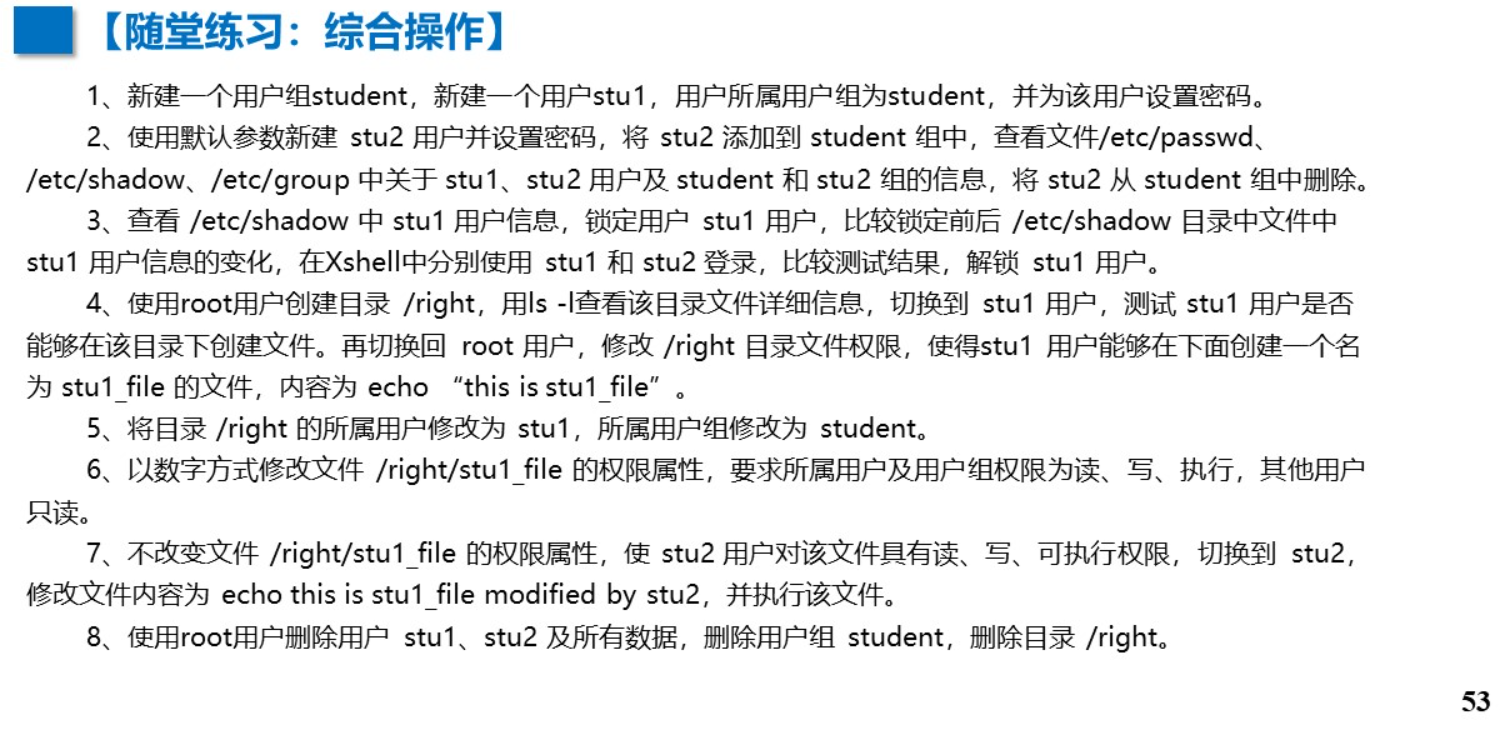 【随堂练习：综合操作】
1、新建一个用户组student，新建一个用户stu1，用户所属用户组为student，并为该用户设置密码。
2、使用默认参数新建 stu2 用户并设置密码，将 stu2 添加到 student 组中，查看文件/etc/passwd、
/etc/shadow、/etc/group 中关于 stu1、stu2 用户及 student 和 stu2 组的信息，将 stu2 从 student 组中删除。
3、查看 /etc/shadow 中 stu1 用户信息，锁定用户 stu1 用户，比较锁定前后 /etc/shadow 目录中文件中
stu1 用户信息的变化，在Xshell中分别使用 stu1 和 stu2 登录，比较测试结果，解锁 stu1 用户。
4、使用root用户创建目录 /right，用ls -l查看该目录文件详细信息，切换到 stu1 用户，测试 stu1 用户是否
能够在该目录下创建文件。再切换回 root 用户，修改 /right 目录文件权限，使得stu1 用户能够在下面创建一个名
为 stu1_file 的文件，内容为 echo “this is stu1_file”。
5、将目录 /right 的所属用户修改为 stu1，所属用户组修改为 student。
6、以数字方式修改文件 /right/stu1_file 的权限属性，要求所属用户及用户组权限为读、写、执行，其他用户
只读。
7、不改变文件 /right/stu1_file 的权限属性，使 stu2 用户对该文件具有读、写、可执行权限，切换到 stu2，
修改文件内容为 echo this is stu1_file modified by stu2，并执行该文件。
8、使用root用户删除用户 stu1、stu2 及所有数据，删除用户组 student，删除目录 /right。
53